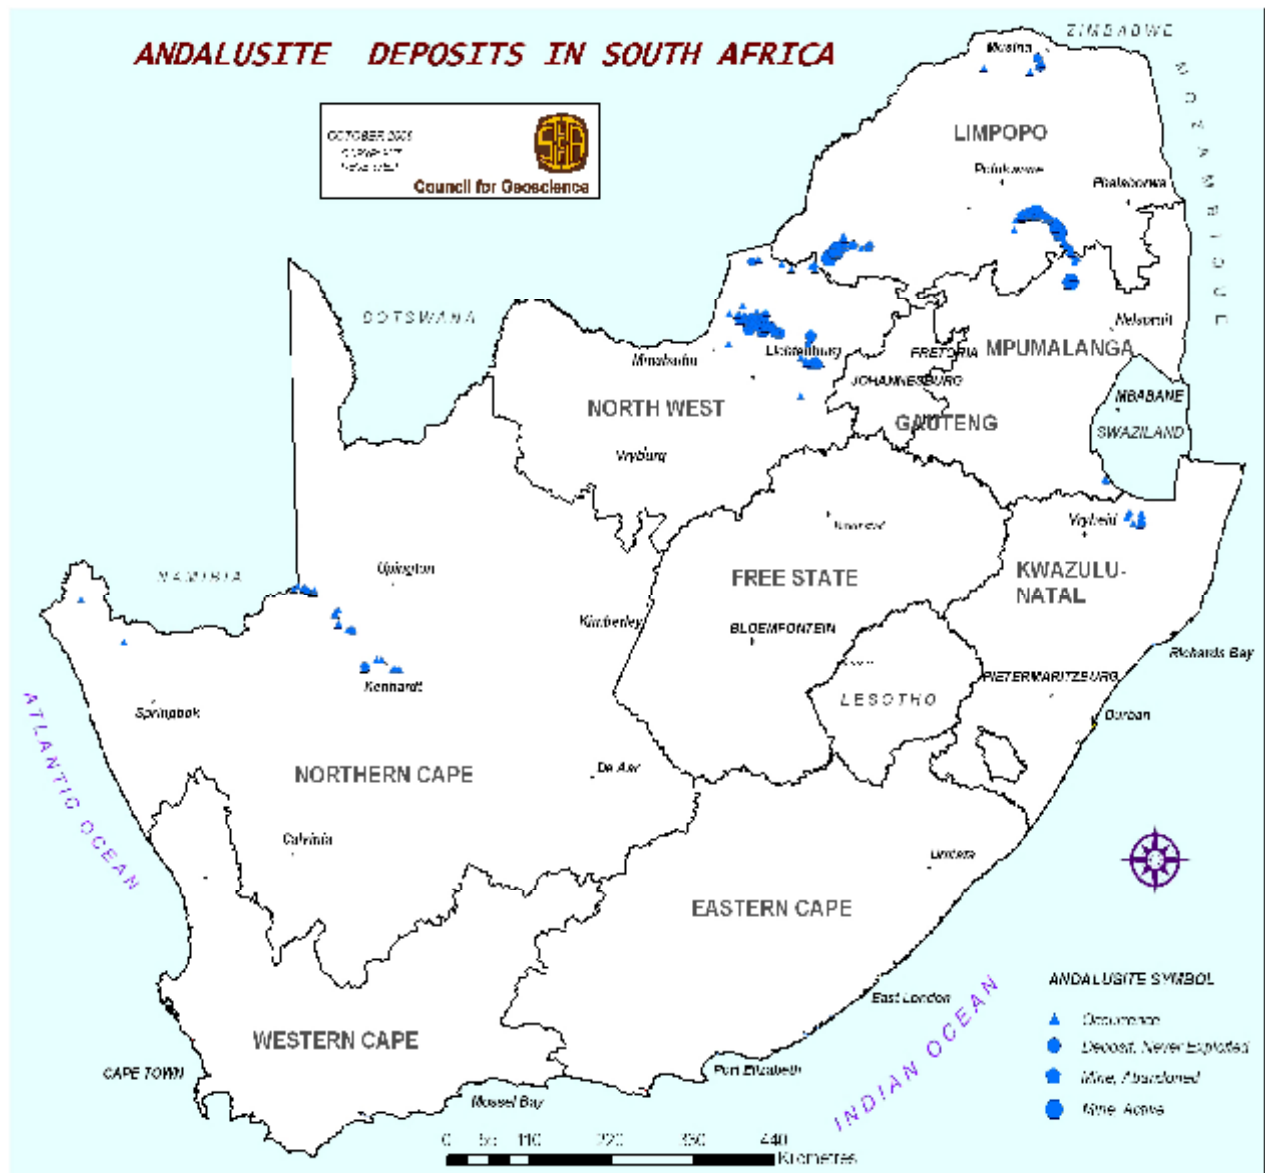 ANDALUSITE DEPOSITS IN SOUTH AFRICA
ZIMBABWE
Musina
MOZAMBIQUE
OCTOBER
Council for Geoscience
LIMPOPO
Polokwane
Phalaborwa
BOTSWANA
Nelspruit
Mmabatho
Lichtenburg
PRETORIA
MPUMALANGA
JOHANNESBURG
MBABANE
NORTH WEST
GAUTENG
SWAZILAND
Vryburg
Vryheid
NAMIBIA
Upington
FREE STATE
KWAZULU-
NATAL
Kimberley
BLOEMFONTEIN
Richards Bay
Kenhardt
PIETERMARITZBURG
LESOTHO
Springbok
Durban
ATLANTIC OCEAN
NORTHERN CAPE
De Aar
Calvinia
Umtata
EASTERN CAPE
ANDALUSITE SYMBOL
East London
Occurrence
WESTERN CAPE
Deposit, Never Exploited
CAPE TOWN
Port Elizabeth
INDIAN OCEAN
Mine, Abandoned
Mossel Bay
Mine, Active
0 55 110 220 330 440
Kilometres